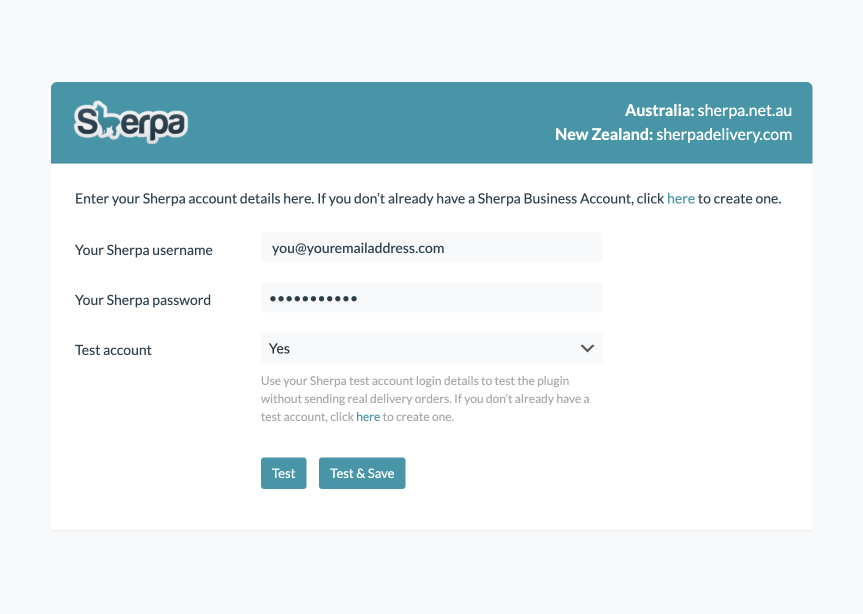 Sherpa
Australia: sherpa.net.au
New Zealand: sherpadelivery.com
Enter your Sherpa account details here. If you don’t already have a Sherpa Business Account, click here to create one.
Your Sherpa username
you@youremailaddress.com
Your Sherpa password
•••••••••••
Test account
Yes
Use your Sherpa test account login details to test the plugin
without sending real delivery orders. If you don’t already have a
test account, click here to create one.
Test
Test & Save